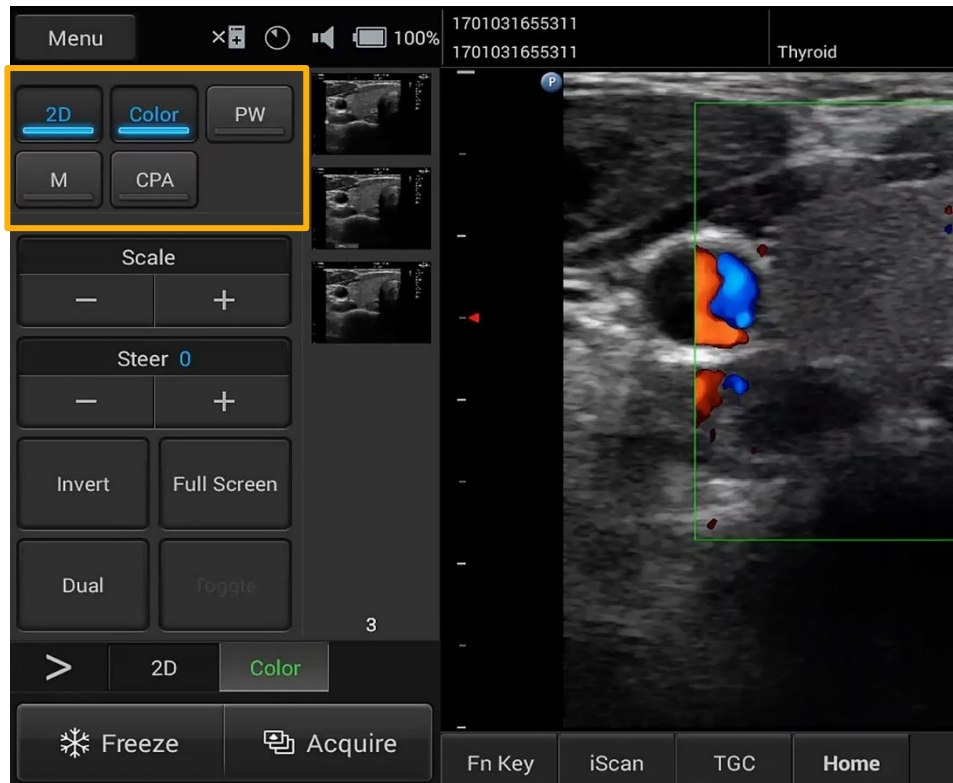 Menu
100%
1701031655311
1701031655311
Thyroid
P
2D
Color
PW
M
CPA
Scale
Steer 0
Invert
Full Screen
Dual
Toggle
3
> 2D Color
Freeze
Acquire
Fn Key
iScan
TGC
Home